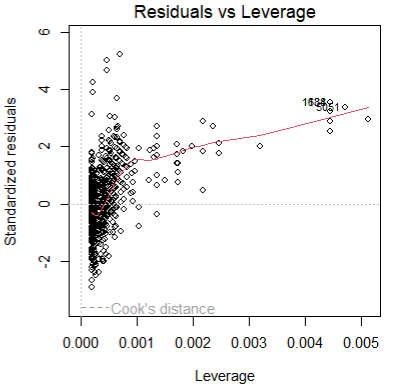 Residuals vs Leverage
Standardized residuals
6
4
2
0
-2
5051
Cook's distance
0.000 0.001 0.002 0.003 0.004 0.005
Leverage